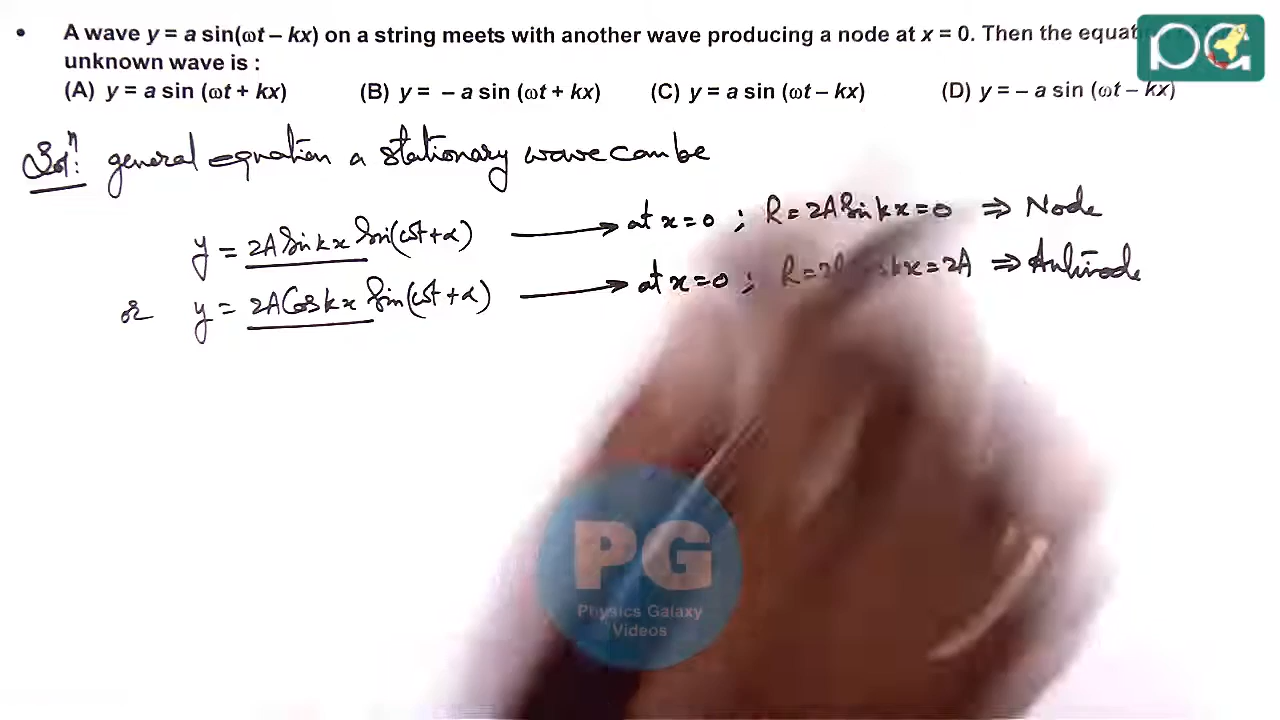 • A wave y = a sin(ωt – kx) on a string meets with another wave producing a node at x = 0. Then the
unknown wave is :
(A) y = a sin (ωt + kx) (B) y = – a sin (ωt + kx) (C) y = a sin (ωt – kx) (D) y = – a sin (ωt – kx)
PG
Solⁿ: general equation a stationary wave can be
y = 2A sin kx sin(ωt + α) → at x = 0 ; R = 2A sin kx = 0 ⇒ Node
or y = 2A Cos kx sin(ωt + α) → at x = 0 ; kx = 2A ⇒ Antinode
PG
Physics Galaxy
Videos